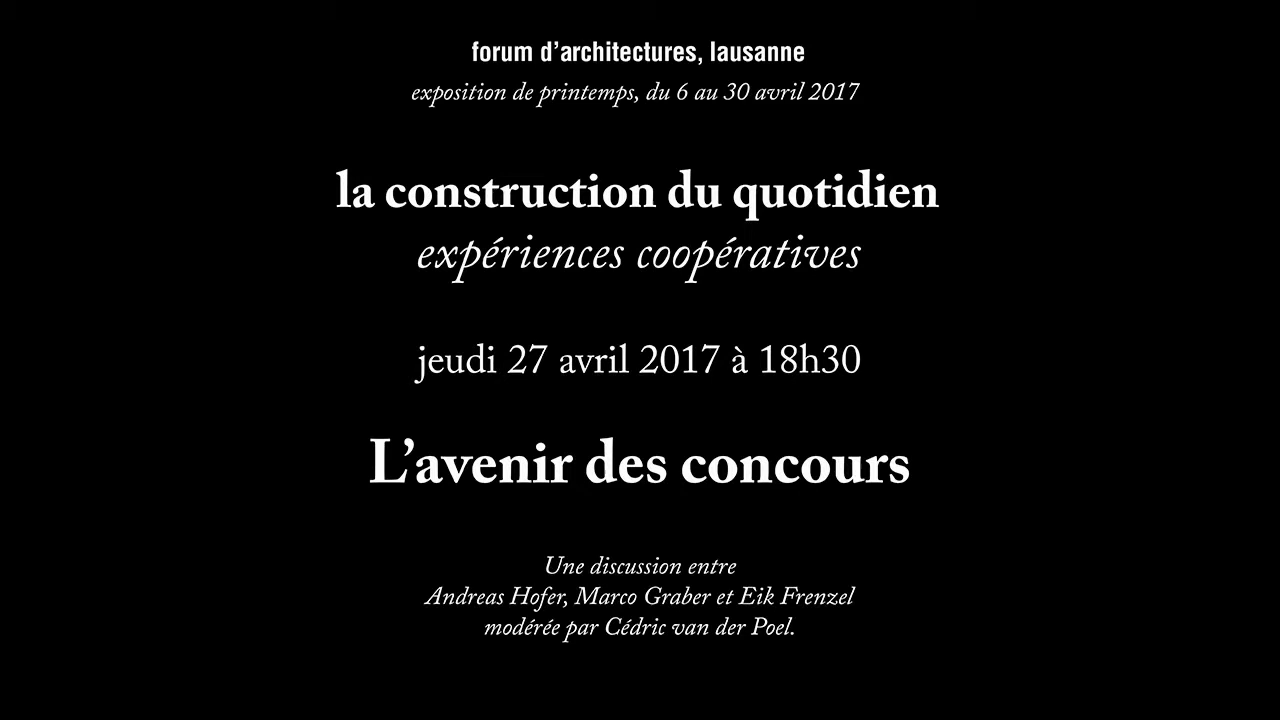 forum d’architectures, lausanne
exposition de printemps, du 6 au 30 avril 2017
la construction du quotidien
expériences coopératives
jeudi 27 avril 2017 à 18h30
L’avenir des concours
Une discussion entre
Andreas Hofer, Marco Graber et Eik Frenzel
modérée par Cédric van der Poel.